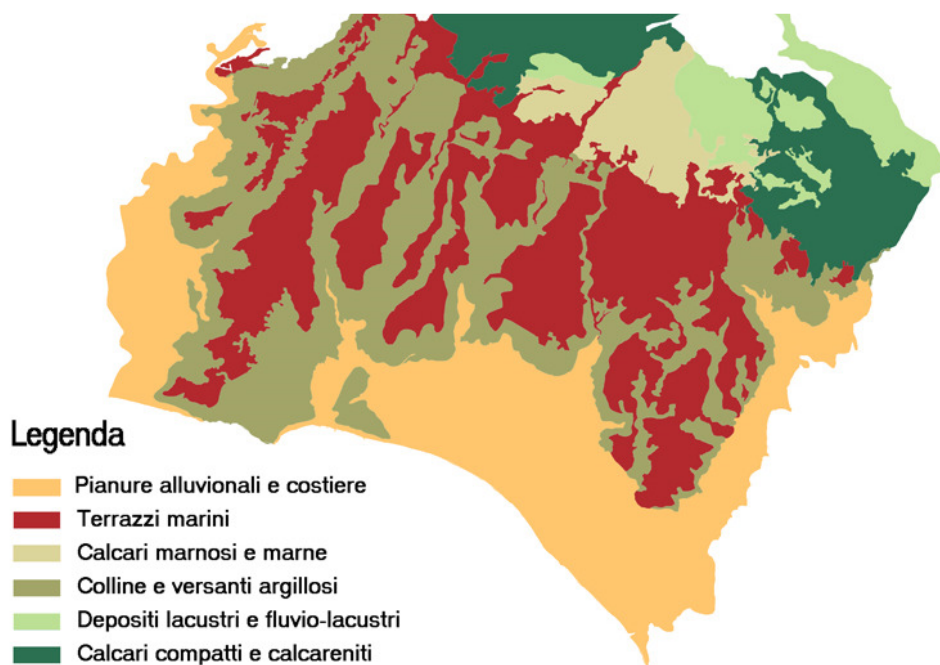 Legenda
Pianure alluvionali e costiere
Terrazzi marini
Calcari marnosi e marne
Colline e versanti argillosi
Depositi lacustri e fluvio-lacustri
Calcari compatti e calcareniti